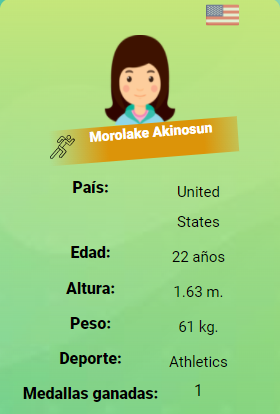 Morolake Akinosun
País: United
States
Edad: 22 años
Altura: 1.63 m.
Peso: 61 kg.
Deporte: Athletics
Medallas ganadas: 1